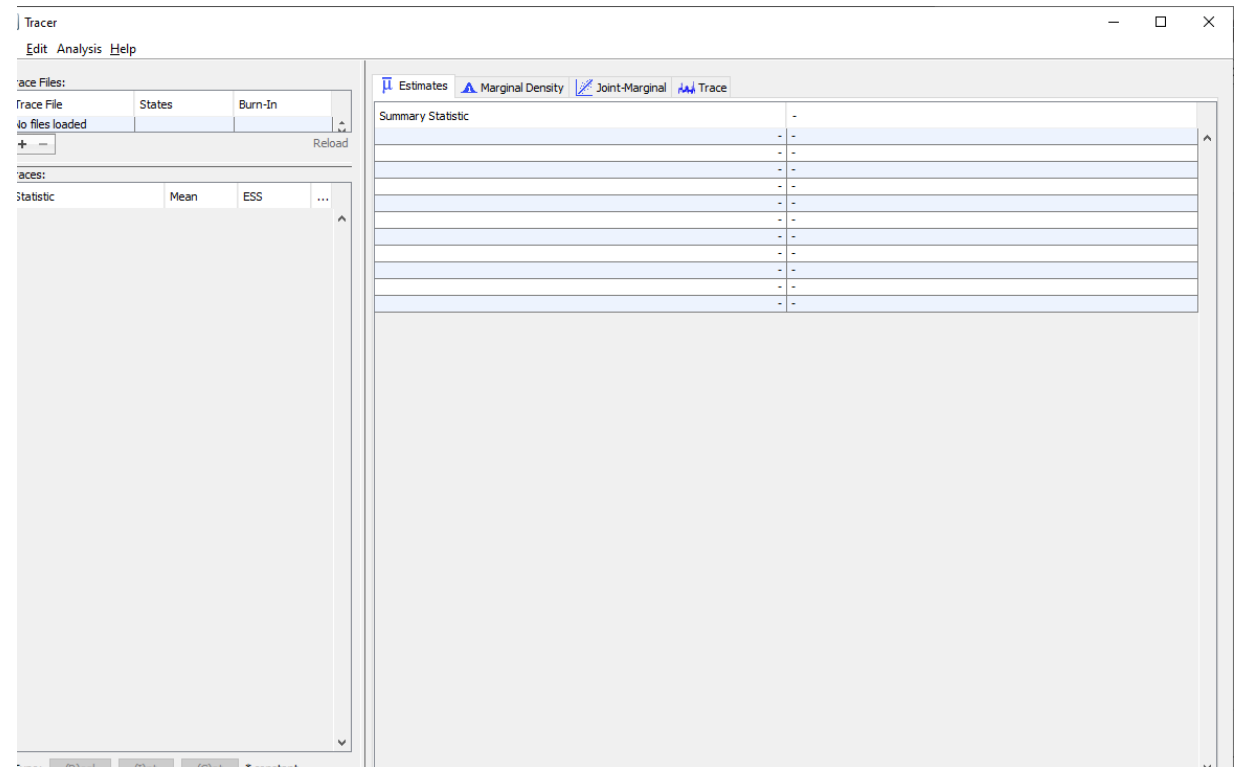 Tracer
Edit Analysis Help
race Files:
Trace File States Burn-In
No files loaded
+ −
Reload
races:
Statistic Mean ESS ...
Estimates Marginal Density Joint-Marginal Trace
Summary Statistic -
- -
- -
- -
- -
- -
- -
- -
- -
- -
- -
- -